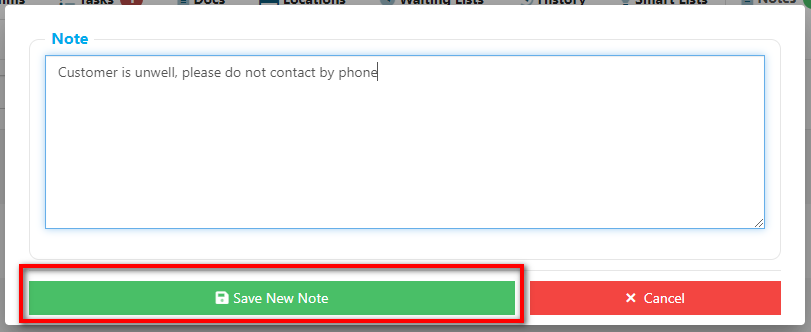 Tasks
Docs
Locations
Waiting Lists
History
Smart Lists
Notes
Note
Customer is unwell, please do not contact by phone
Save New Note
Cancel